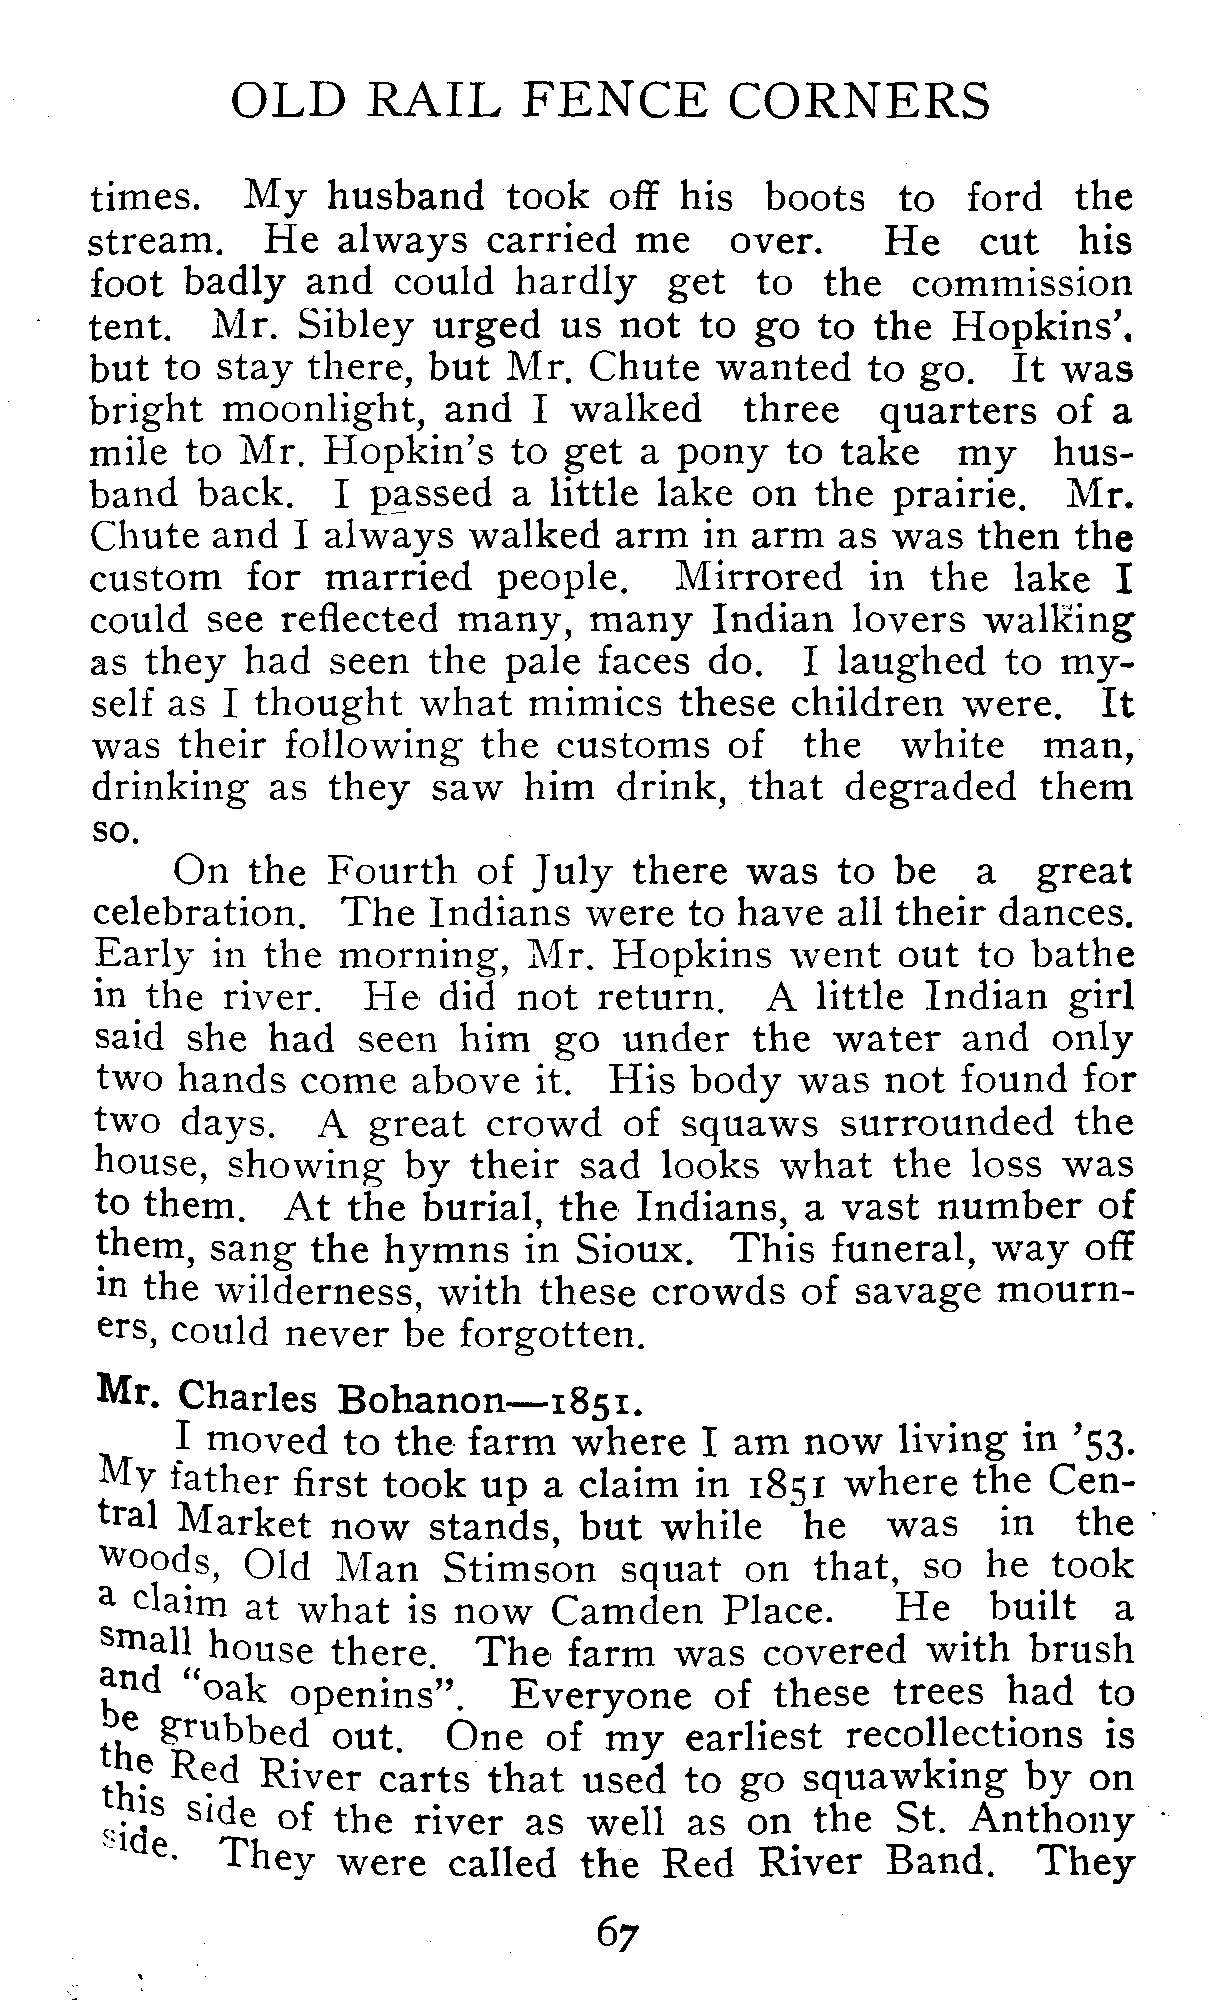 OLD RAIL FENCE CORNERS
times. My husband took off his boots to ford the
stream. He always carried me over. He cut his
foot badly and could hardly get to the commission
tent. Mr. Sibley urged us not to go to the Hopkins'.
but to stay there, but Mr. Chute wanted to go. It was
bright moonlight, and I walked three quarters of a
mile to Mr. Hopkin's to get a pony to take my hus-
band back. I passed a little lake on the prairie. Mr.
Chute and I always walked arm in arm as was then the
custom for married people. Mirrored in the lake I
could see reflected many, many Indian lovers walking
as they had seen the pale faces do. I laughed to my-
self as I thought what mimics these children were. It
was their following the customs of the white man,
drinking as they saw him drink, that degraded them
so.
On the Fourth of July there was to be a great
celebration. The Indians were to have all their dances.
Early in the morning, Mr. Hopkins went out to bathe
in the river. He did not return. A little Indian girl
said she had seen him go under the water and only
two hands come above it. His body was not found for
two days. A great crowd of squaws surrounded the
house, showing by their sad looks what the loss was
to them. At the burial, the Indians, a vast number of
them, sang the hymns in Sioux. This funeral, way off
in the wilderness, with these crowds of savage mourn-
ers, could never be forgotten.
Mr. Charles Bohanon—1851.
I moved to the farm where I am now living in '53.
My father first took up a claim in 1851 where the Cen-
tral Market now stands, but while he was in the
woods, Old Man Stimson squat on that, so he took
a claim at what is now Camden Place. He built a
small house there. The farm was covered with brush
and "oak openins". Everyone of these trees had to
be grubbed out. One of my earliest recollections is
the Red River carts that used to go squawking by on
this side of the river as well as on the St. Anthony
side. They were called the Red River Band. They
67